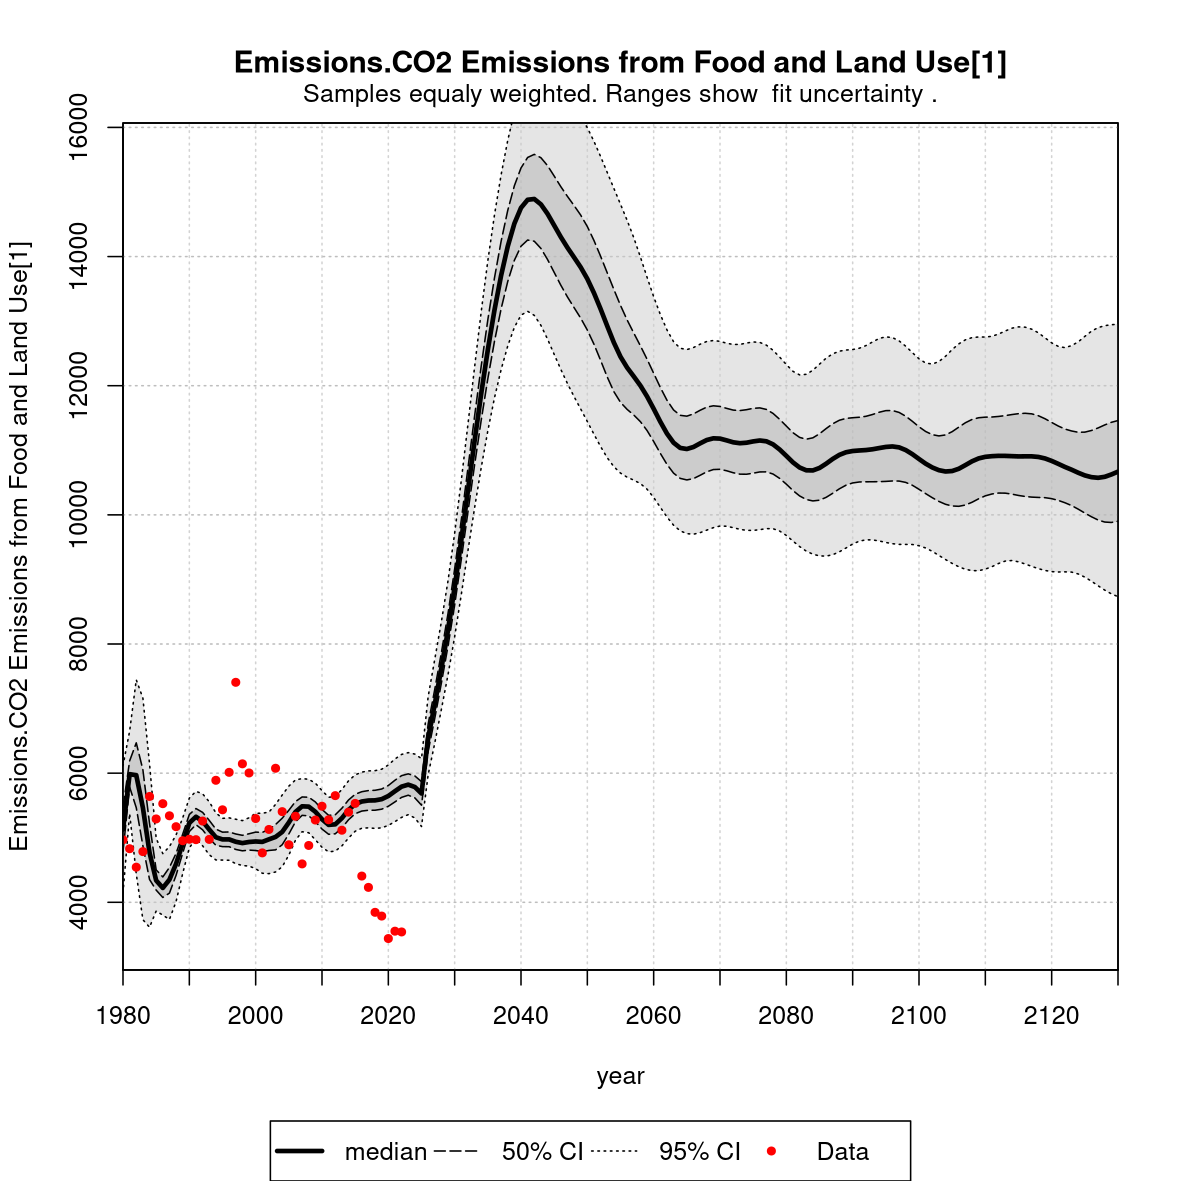 Emissions.CO2 Emissions from Food and Land Use[1]
Samples equaly weighted. Ranges show  fit uncertainty .
Emissions.CO2 Emissions from Food and Land Use[1]
16000
14000
12000
10000
8000
6000
4000
1980 2000 2020 2040 2060 2080 2100 2120
year
median 50% CI 95% CI Data